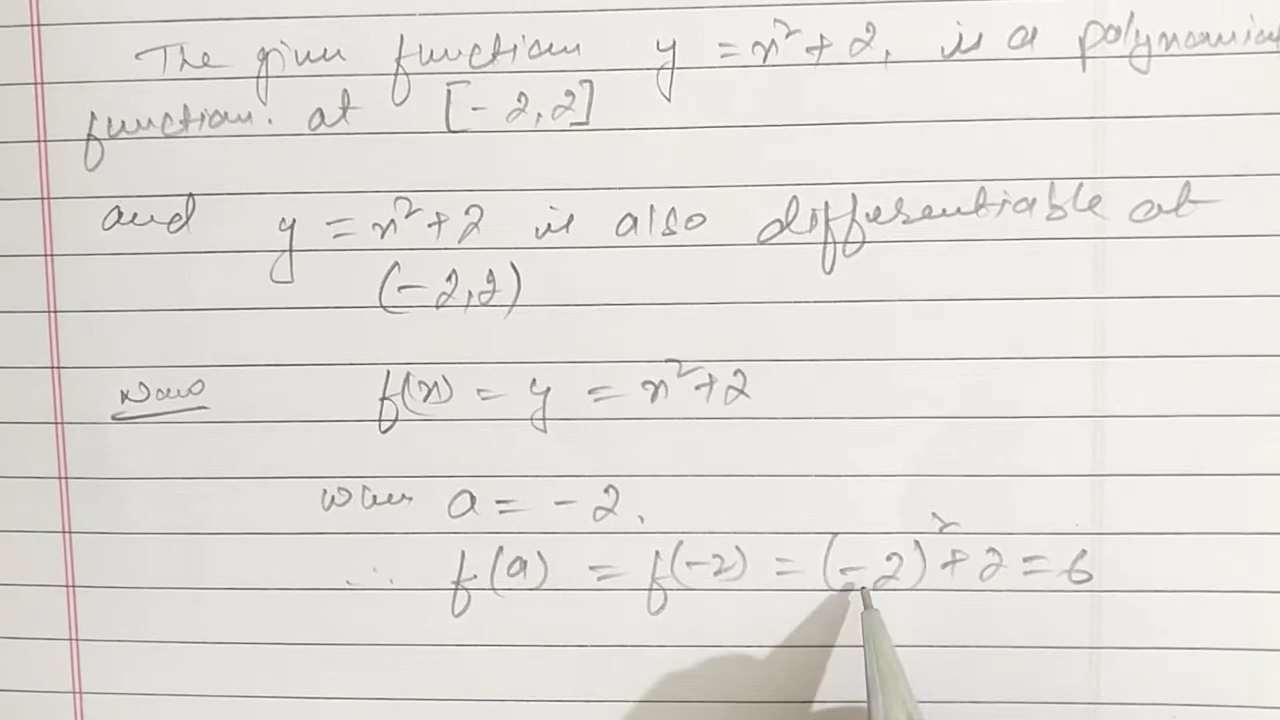 The given function y = x² + 2, is a polynomial
function. at [-2,2]
and y = x² + 2 is also differentiable at
(-2,2)
Now f(x) = y = x² + 2
when a = -2.
∴ f(a) = f(-2) = (-2)² + 2 = 6